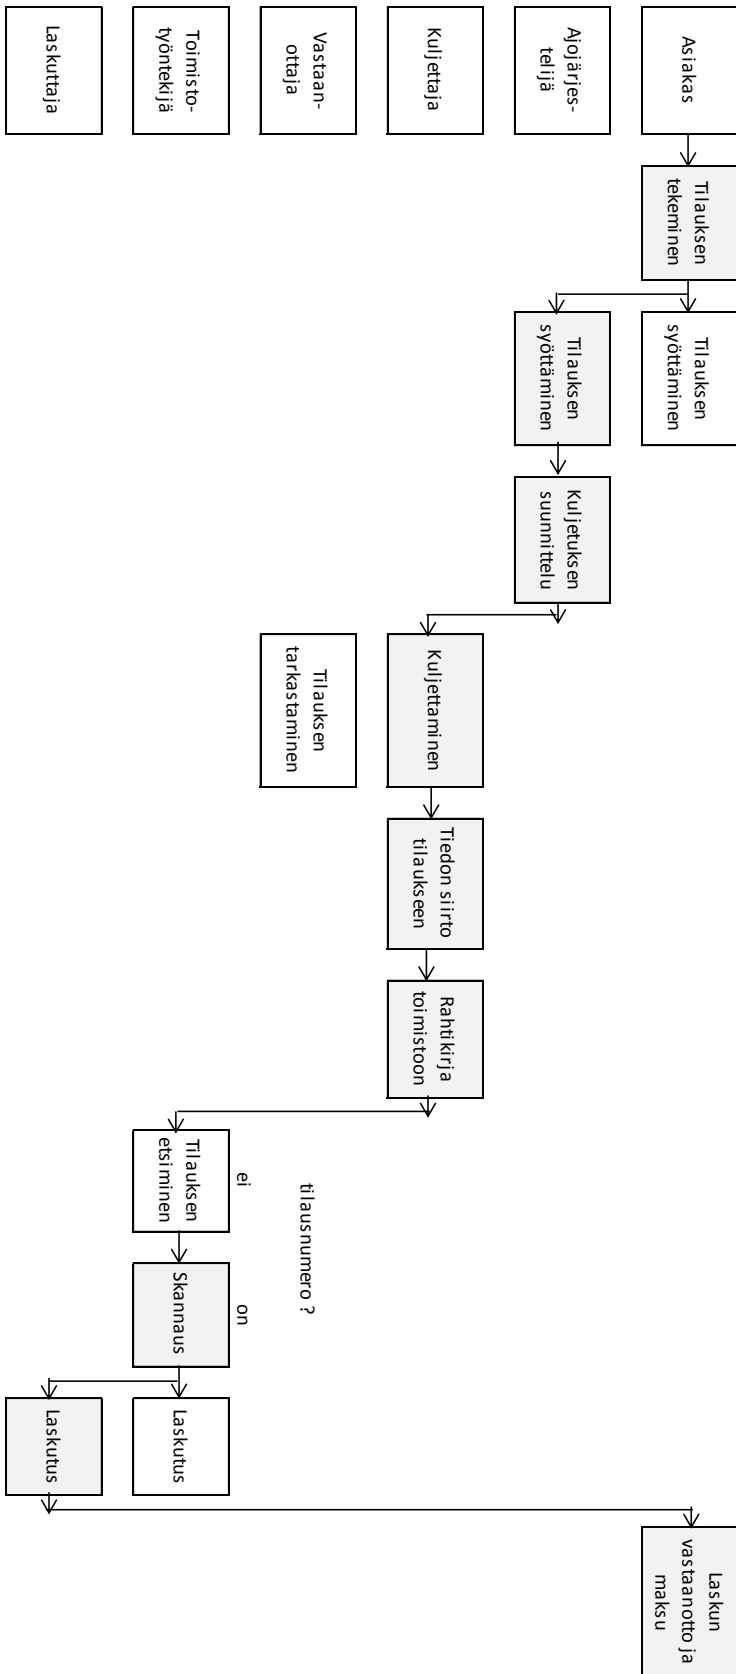 Asiakas
Tilauksen
tekeminen
Tilauksen
syöttäminen
Laskun
vastaanotto ja
maksu
Ajojärjes-
telijä
Tilauksen
syöttäminen
Kuljetuksen
suunnittelu
Kuljettaja
Kuljettaminen
Tiedon siirto
tilaukseen
Rahtikirja
toimistoon
Vastaan-
ottaja
Tilauksen
tarkastaminen
tilausnumero ?
ei
on
Toimisto-
työntekijä
Tilauksen
etsiminen
Skannaus
Laskutus
Laskuttaja
Laskutus